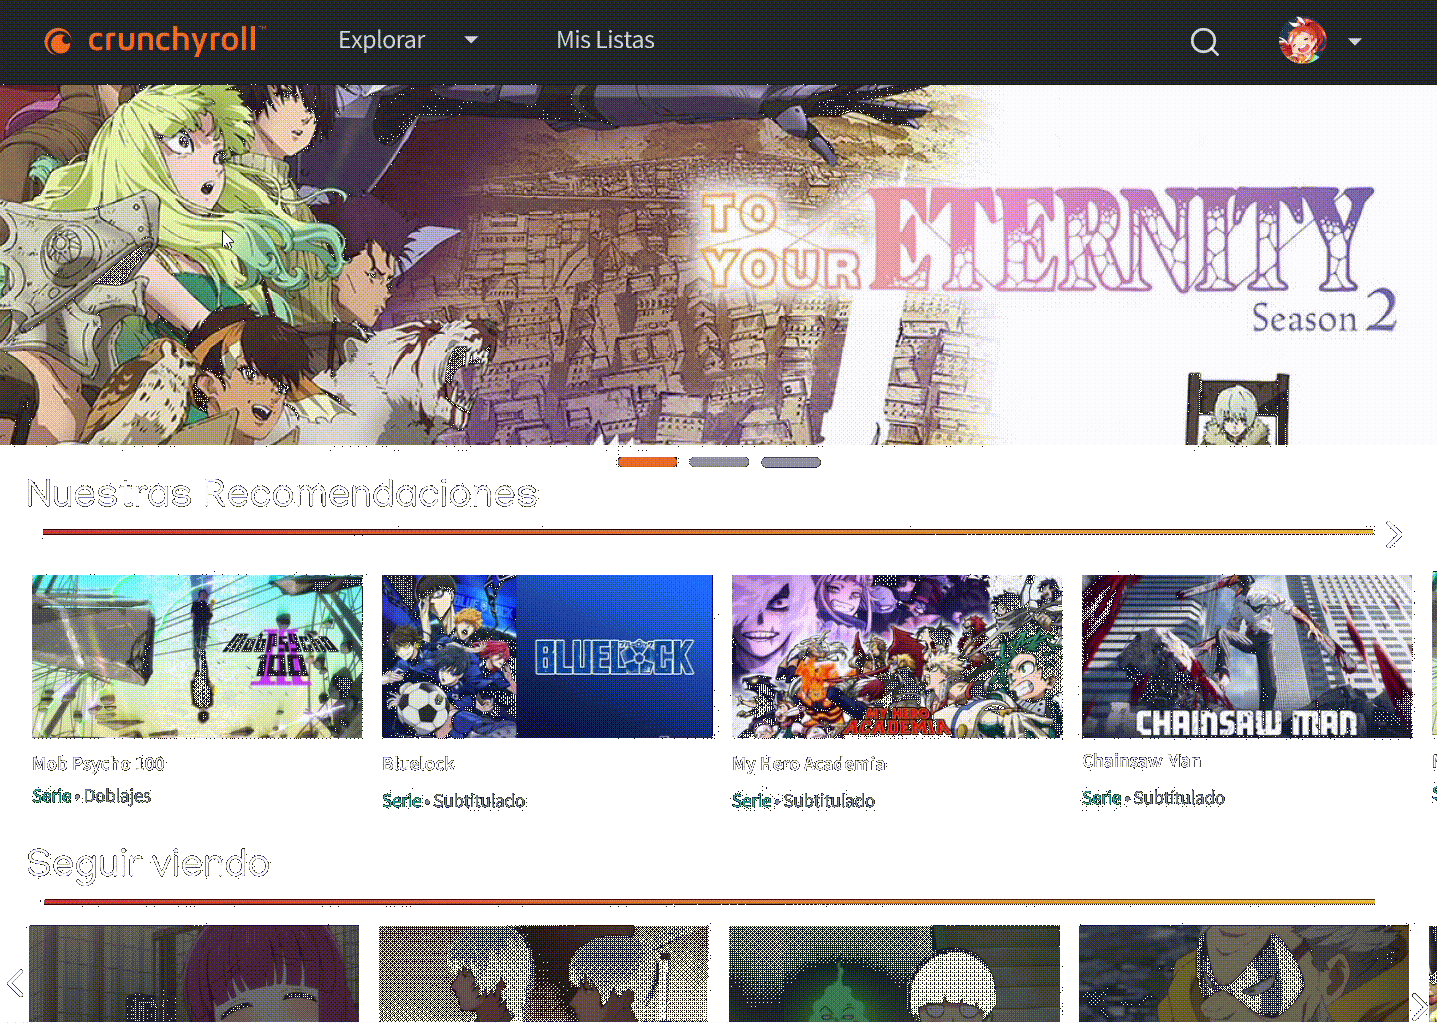 crunchyroll™ Explorar Mis Listas
TO
YOUR ETERNITY
Season 2
Nuestras Recomendaciones
Mob Psycho 100
III
BLUELOCK
MY HERO
ACADEMIA
CHAINSAW MAN
Mob Psycho 100 Bluelock My Hero Academia Chainsaw Man
Serie • Doblajes Serie • Subtitulado Serie • Subtitulado Serie • Subtitulado
Seguir viendo